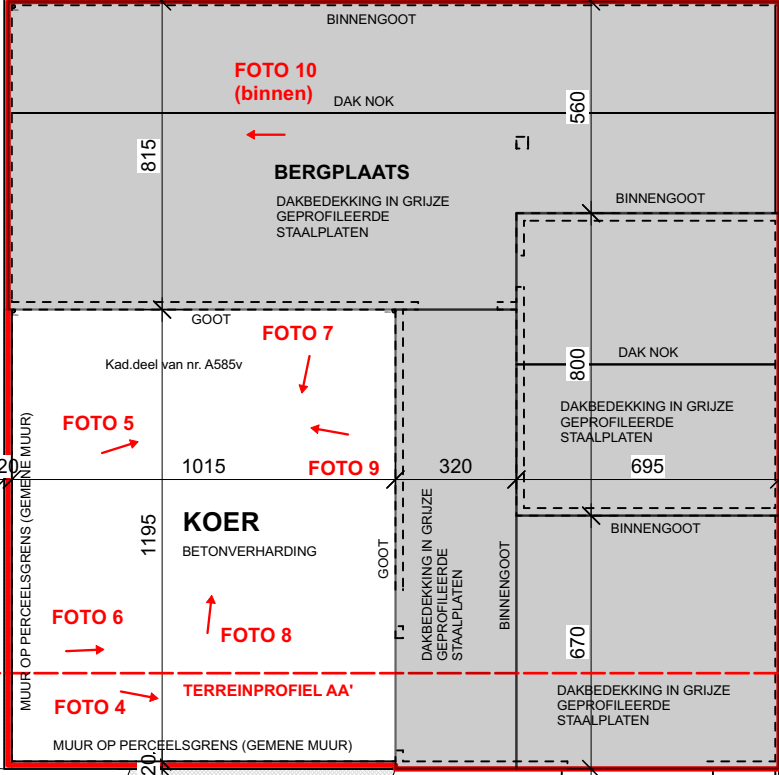 BINNENGOOT
FOTO 10
(binnen)
DAK NOK
560
815
BERGPLAATS
DAKBEDEKKING IN GRIJZE
GEPROFILEERDE
STAALPLATEN
BINNENGOOT
GOOT
FOTO 7
Kad.deel van nr. A585v
DAK NOK
800
DAKBEDEKKING IN GRIJZE
GEPROFILEERDE
STAALPLATEN
FOTO 5
MUUR OP PERCEELSGRENS (GEMENE MUUR)
20
1015
FOTO 9
320
695
KOER
1195
BETONVERHARDING
GOOT
DAKBEDEKKING IN GRIJZE
GEPROFILEERDE
STAALPLATEN
BINNENGOOT
BINNENGOOT
FOTO 6
FOTO 8
670
TERREINPROFIEL AA'
FOTO 4
DAKBEDEKKING IN GRIJZE
GEPROFILEERDE
STAALPLATEN
MUUR OP PERCEELSGRENS (GEMENE MUUR)
20